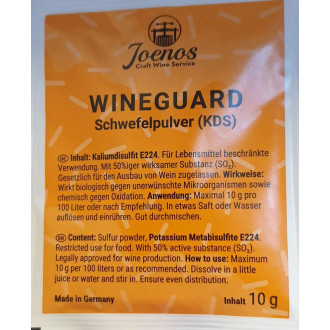 Joenos
Craft Wine Service
WINEGUARD
Schwefelpulver (KDS)
DE Inhalt: Kaliumdisulfit E224. Für Lebensmittel beschränkte
Verwendung. Mit 50%iger wirksamer Substanz (SO₂).
Gesetzlich für den Ausbau von Wein zugelassen. Wirkweise:
Wirkt biologisch gegen unerwünschte Mikroorganismen sowie
chemisch gegen Oxidation. Anwendung: Maximal 10 g pro
100 Liter oder nach Empfehlung. In etwas Saft oder Wasser
auflösen und einrühren. Gut durchmischen.
Content: Sulfur powder, Potassium Metabisulfite E224.
Restricted use for food. With 50% active substance (SO₂).
Legally approved for wine production. How to use: Maximum
10 g per 100 liters or as recommended. Dissolve in a little
juice or water and stir in. Ensure even distribution.
Made in Germany
Inhalt 10 g